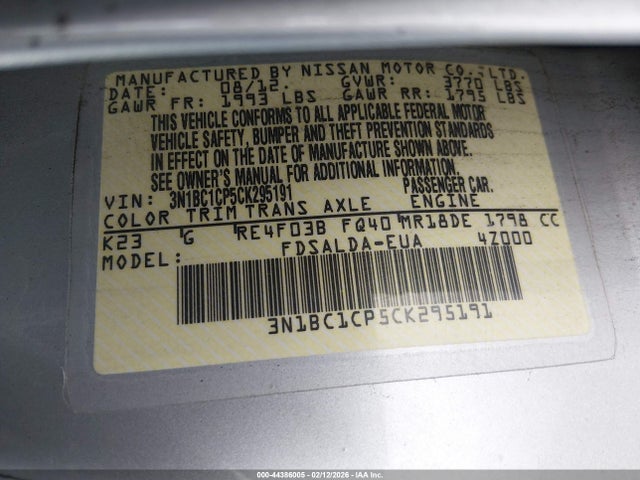 MANUFACTURED BY NISSAN MOTOR CO.,LTD.
DATE: 08/12. GVWR: 3770 LBS
GAWR FR: 1993 LBS GAWR RR: 1795 LBS
THIS VEHICLE CONFORMS TO ALL APPLICABLE FEDERAL MOTOR
VEHICLE SAFETY, BUMPER AND THEFT PREVENTION STANDARDS
IN EFFECT ON THE DATE OF MANUFACTURE SHOWN ABOVE.
SEE OWNER'S MANUAL FOR ADDITIONAL INFORMATION.
VIN: 3N1BC1CP5CK295191 PASSENGER CAR.
COLOR TRIM TRANS AXLE ENGINE
K23 G RE4F03B FQ40 MR18DE 1798 CC
MODEL: FDSALDA-EUA 4Z000
3N1BC1CP5CK295191
000-44386005 - 02/12/2026 - IAA Inc.